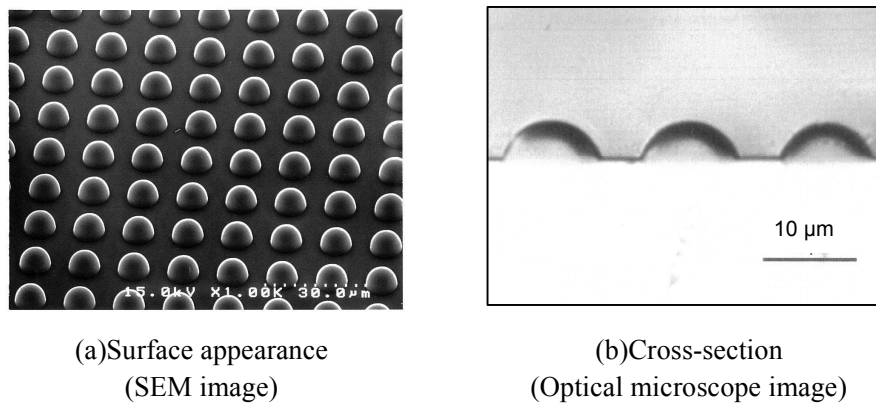 15.0kV X1.00K 30.0μm
10 μm
(a)Surface appearance
(SEM image)
(b)Cross-section
(Optical microscope image)